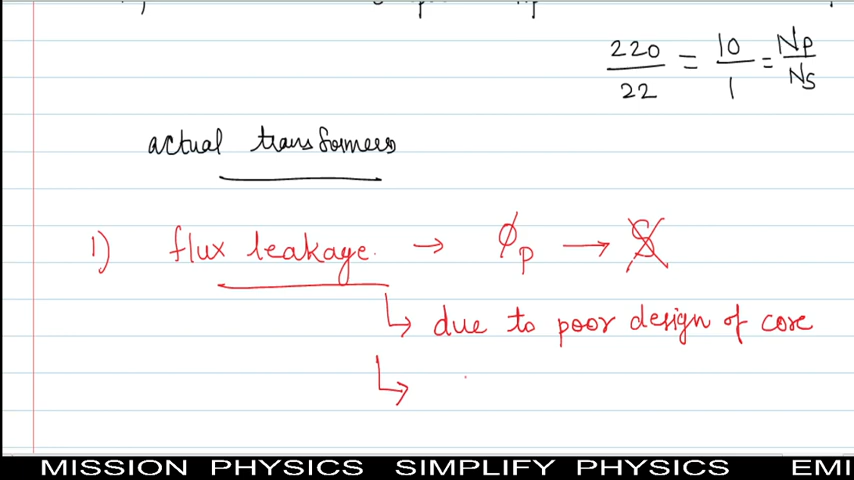 220/22 = 10/1 = Np/Ns
actual transformers
1) flux leakage → ϕp → S
↳ due to poor design of core
↳
MISSION PHYSICS SIMPLIFY PHYSICS EMI